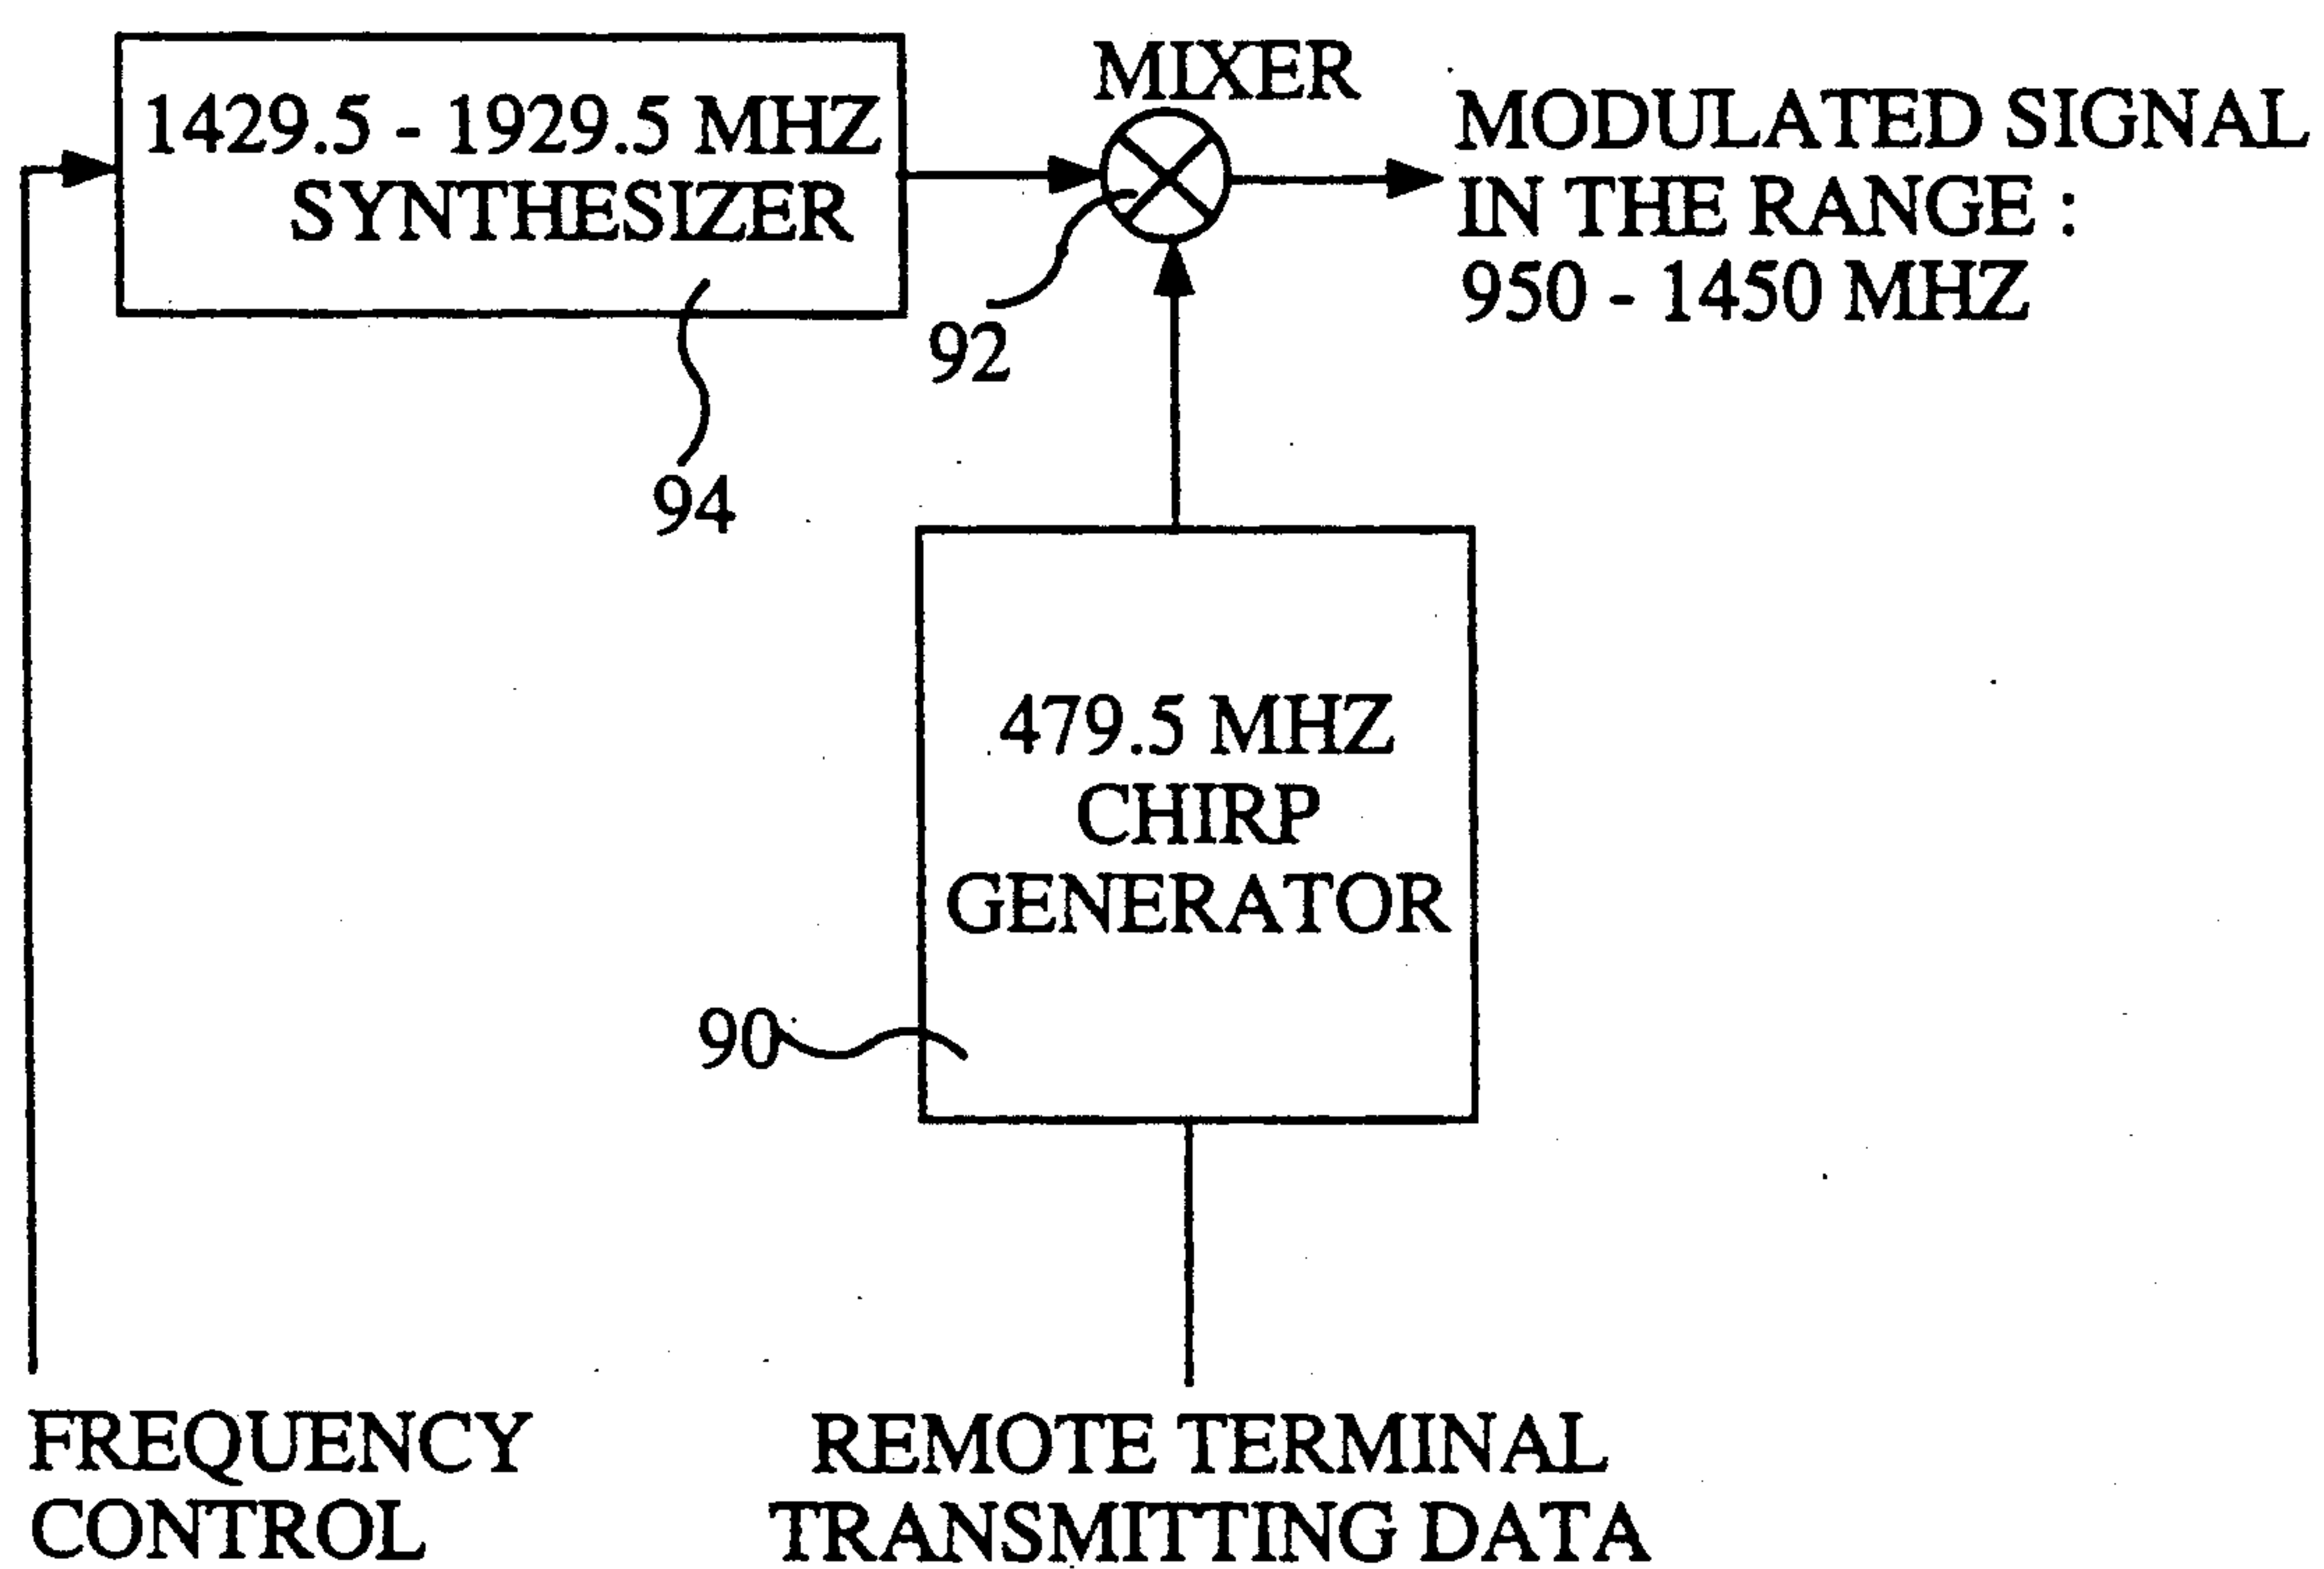 1429.5 - 1929.5 MHZ
SYNTHESIZER
94
MIXER
92
MODULATED SIGNAL
IN THE RANGE :
950 - 1450 MHZ
479.5 MHZ
CHIRP
GENERATOR
90
FREQUENCY
CONTROL
REMOTE TERMINAL
TRANSMITTING DATA